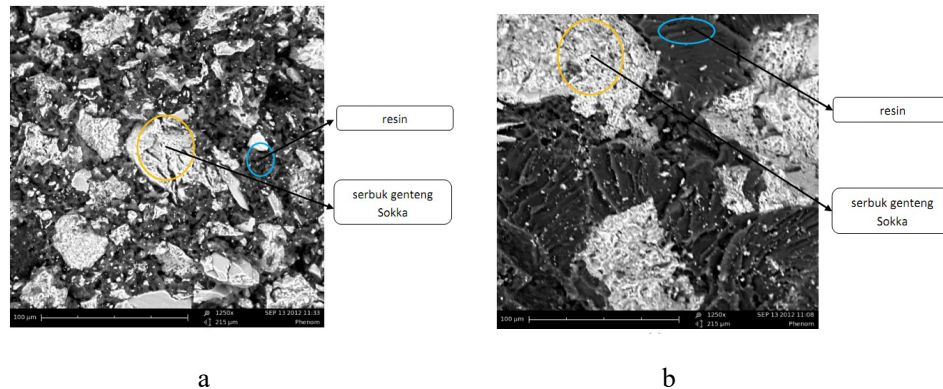 resin
serbuk genteng
Sokka
100 µm
1250x
215 µm
SEP 13 2012 11:33
Phenom
a
resin
serbuk genteng
Sokka
100 µm
1250x
215 µm
SEP 13 2012 11:08
Phenom
b